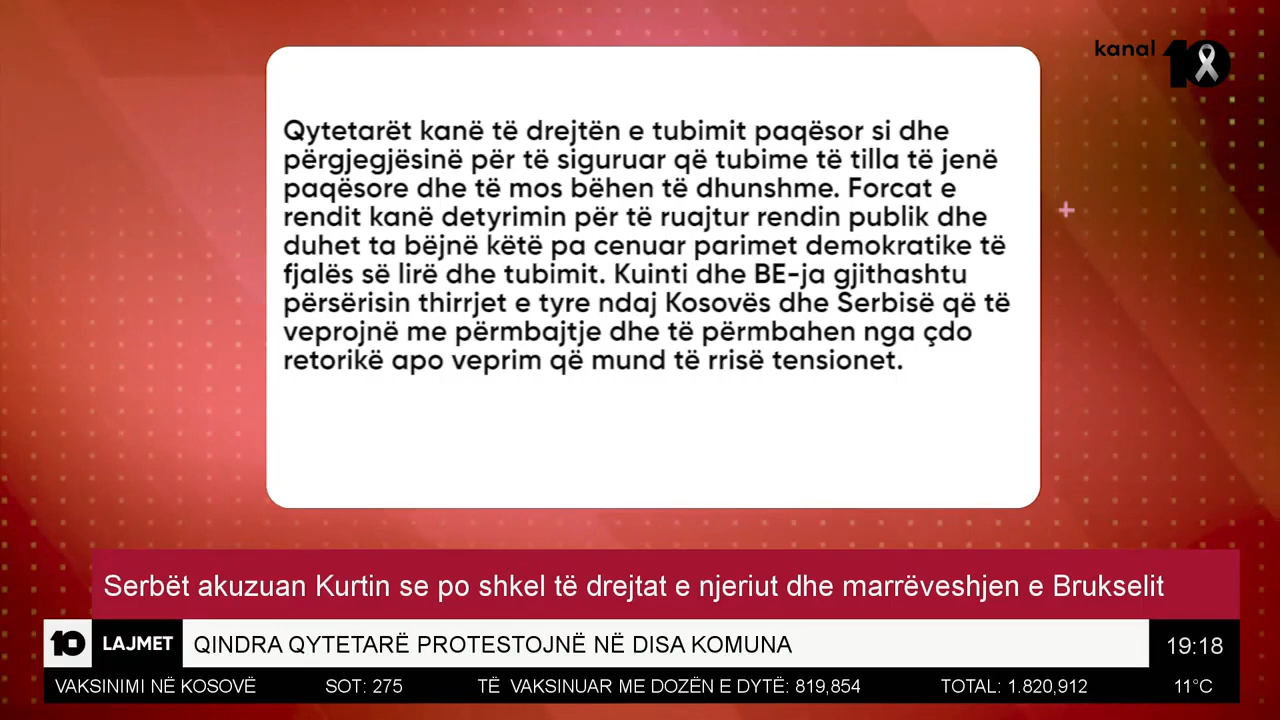 kanal 10
Qytetarët kanë të drejtën e tubimit paqësor si dhe
përgjegjësinë për të siguruar që tubime të tilla të jenë
paqësore dhe të mos bëhen të dhunshme. Forcat e
rendit kanë detyrimin për të ruajtur rendin publik dhe
duhet ta bëjnë këtë pa cenuar parimet demokratike të
fjalës së lirë dhe tubimit. Kuinti dhe BE-ja gjithashtu
përsërisin thirrjet e tyre ndaj Kosovës dhe Serbisë që të
veprojnë me përmbajtje dhe të përmbahen nga çdo
retorikë apo veprim që mund të rrisë tensionet.
Serbët akuzuan Kurtin se po shkel të drejtat e njeriut dhe marrëveshjen e Brukselit
10 LAJMET QINDRA QYTETARË PROTESTOJNË NË DISA KOMUNA 19:18
VAKSINIMI NË KOSOVË SOT: 275 TË VAKSINUAR ME DOZËN E DYTË: 819,854 TOTAL: 1.820,912 11°C